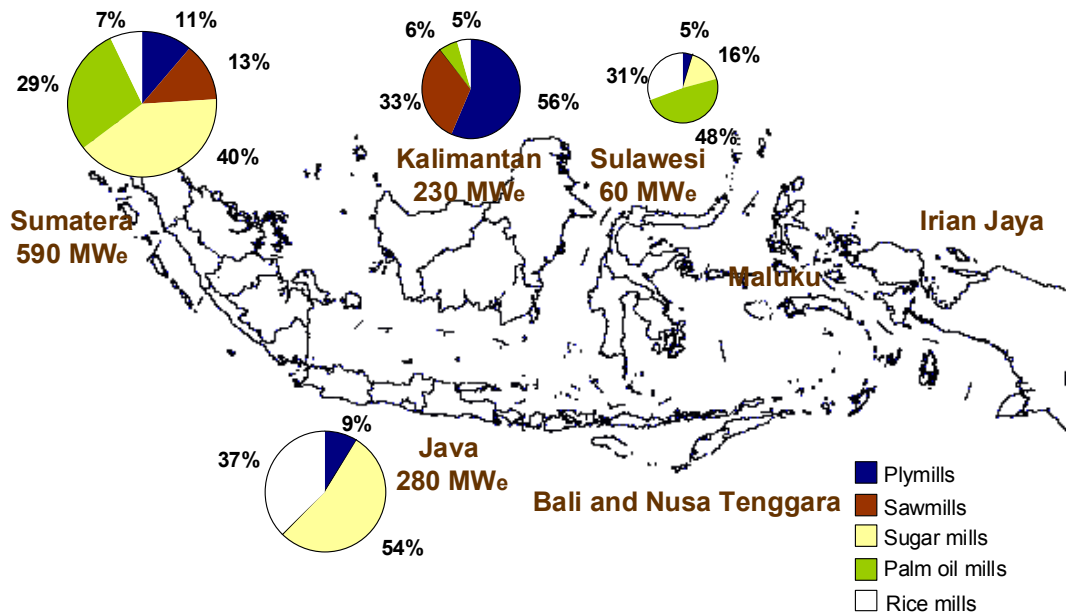 7%
11%
13%
29%
40%
Sumatera
590 MWe
5%
6%
33%
56%
Kalimantan
230 MWe
5%
16%
31%
48%
Sulawesi
60 MWe
Irian Jaya
Maluku
9%
37%
54%
Java
280 MWe
Bali and Nusa Tenggara
Plymills
Sawmills
Sugar mills
Palm oil mills
Rice mills